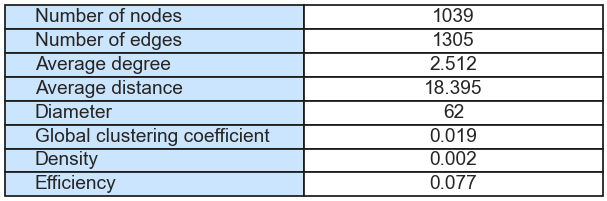 Number of nodes 1039
Number of edges 1305
Average degree 2.512
Average distance 18.395
Diameter 62
Global clustering coefficient 0.019
Density 0.002
Efficiency 0.077